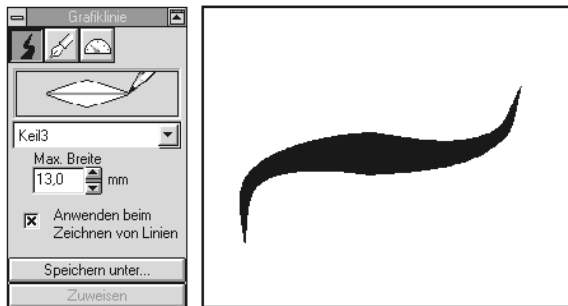 Grafiklinie
Keil3
Max. Breite
13,0 mm
Anwenden beim
Zeichnen von Linien
Speichern unter...
Zuweisen